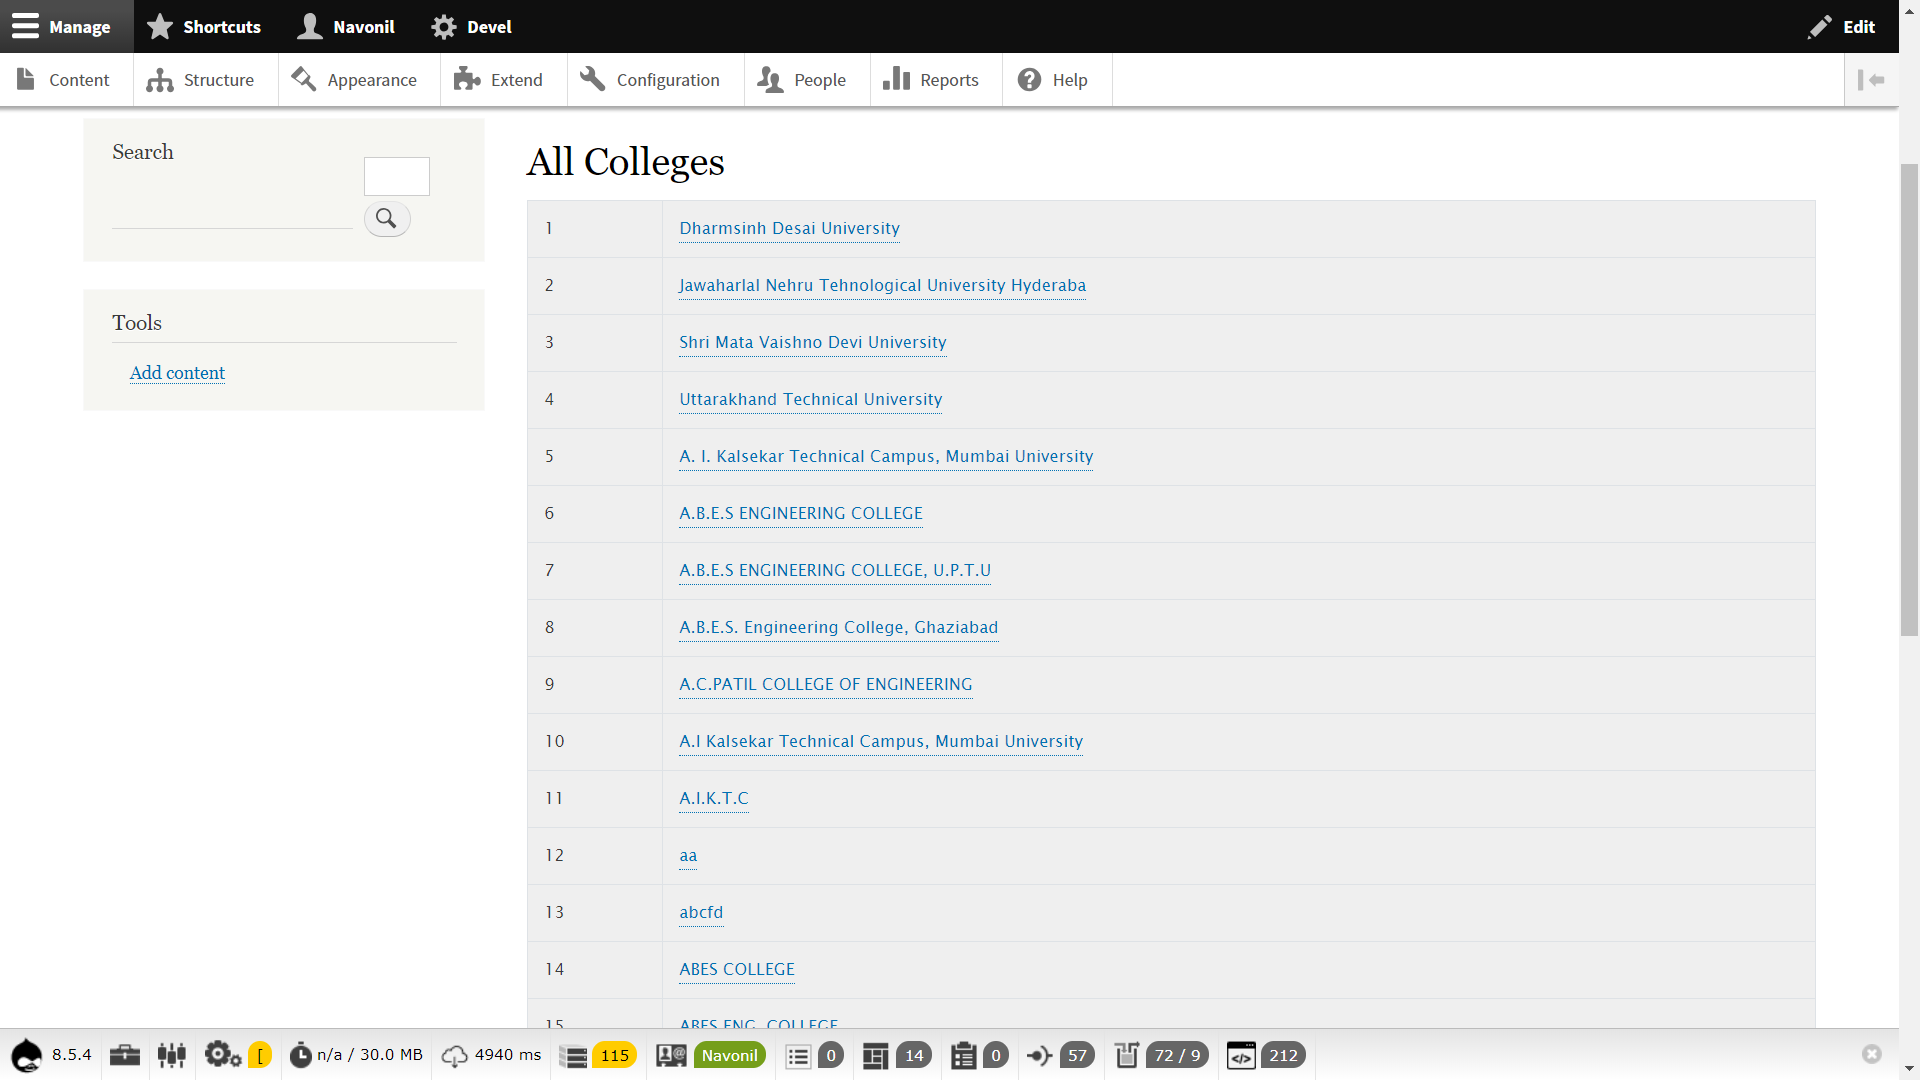 Manage Shortcuts Navonil Devel Edit
Content Structure Appearance Extend Configuration People Reports Help
Search
Tools
Add content
All Colleges
1 Dharmsinh Desai University
2 Jawaharlal Nehru Tehnological University Hyderaba
3 Shri Mata Vaishno Devi University
4 Uttarakhand Technical University
5 A. I. Kalsekar Technical Campus, Mumbai University
6 A.B.E.S ENGINEERING COLLEGE
7 A.B.E.S ENGINEERING COLLEGE, U.P.T.U
8 A.B.E.S. Engineering College, Ghaziabad
9 A.C.PATIL COLLEGE OF ENGINEERING
10 A.I Kalsekar Technical Campus, Mumbai University
11 A.I.K.T.C
12 aa
13 abcfd
14 ABES COLLEGE
15 ABES ENG. COLLEGE
8.5.4 [ n/a / 30.0 MB 4940 ms 115 Navonil 0 14 0 57 72 / 9 212